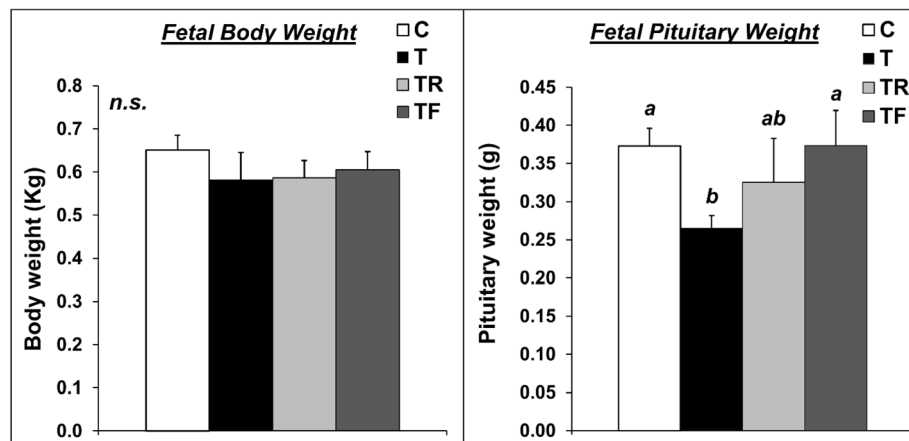 Fetal Body Weight
C
T
TR
TF
n.s.
Body weight (Kg)
0.8
0.7
0.6
0.5
0.4
0.3
0.2
0.1
0.0
Fetal Pituitary Weight
C
T
TR
TF
Pituitary weight (g)
0.45
0.40
0.35
0.30
0.25
0.20
0.15
0.10
0.05
0.00
a
b
ab
a